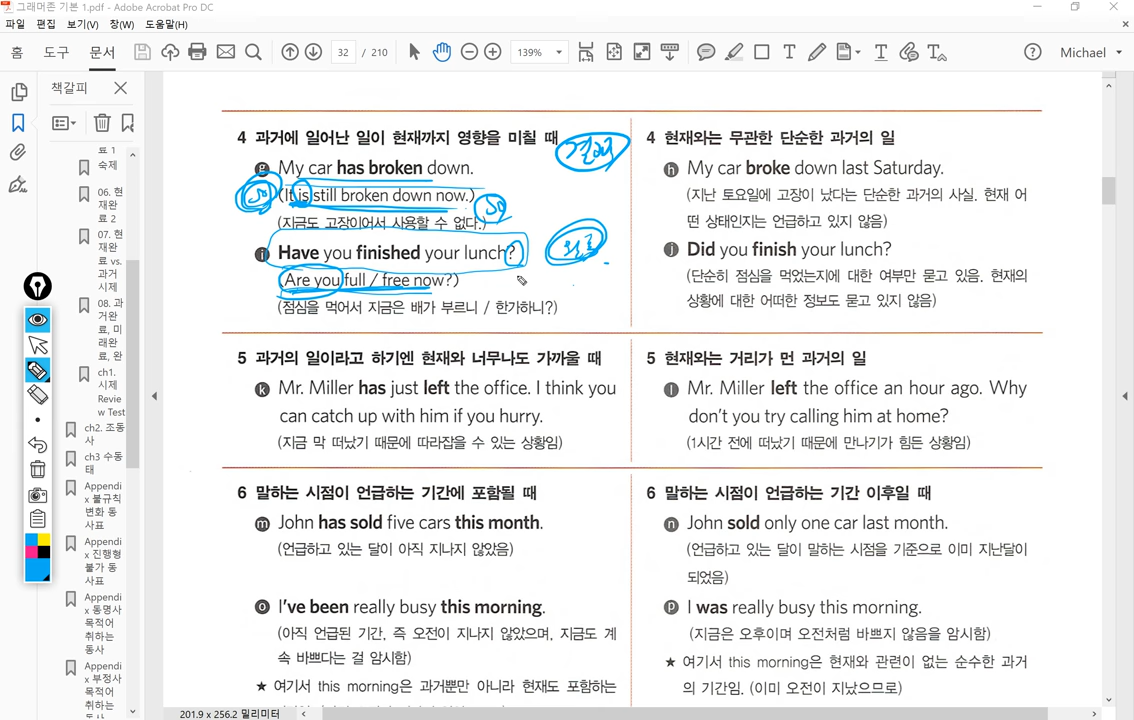 그래머존 기본 1.pdf - Adobe Acrobat Pro DC
파일 편집 보기(V) 창(W) 도움말(H)
홈 도구 문서 32 / 210 139% Michael
책갈피
료 1
숙제
06. 현
재완
료 2
07. 현
재완
료 vs.
과거
시제
08. 과
거완
료, 미
래완
료, 완
ch1.
시제
Revie
w Test
ch2. 조동
사
ch3 수동
태
Appendi
x 불규칙
변화 동
사표
Appendi
x 진행형
불가 동
사표
Appendi
x 동명사
목적어
취하는
동사
Appendi
x 부정사
목적어
취하는
4 과거에 일어난 일이 현재까지 영향을 미칠 때
결과
g My car has broken down.
(It is still broken down now.)
(지금도 고장이어서 사용할 수 없다.)
i Have you finished your lunch?
완료
(Are you full / free now?)
(점심을 먹어서 지금은 배가 부르니 / 한가하니?)
4 현재와는 무관한 단순한 과거의 일
h My car broke down last Saturday.
(지난 토요일에 고장이 났다는 단순한 과거의 사실. 현재 어
떤 상태인지는 언급하고 있지 않음)
j Did you finish your lunch?
(단순히 점심을 먹었는지에 대한 여부만 묻고 있음. 현재의
상황에 대한 어떠한 정보도 묻고 있지 않음)
5 과거의 일이라고 하기엔 현재와 너무나도 가까울 때
k Mr. Miller has just left the office. I think you
can catch up with him if you hurry.
(지금 막 떠났기 때문에 따라잡을 수 있는 상황임)
5 현재와는 거리가 먼 과거의 일
l Mr. Miller left the office an hour ago. Why
don't you try calling him at home?
(1시간 전에 떠났기 때문에 만나기가 힘든 상황임)
6 말하는 시점이 언급하는 기간에 포함될 때
m John has sold five cars this month.
(언급하고 있는 달이 아직 지나지 않았음)
o I've been really busy this morning.
(아직 언급된 기간, 즉 오전이 지나지 않았으며, 지금도 계
속 바쁘다는 걸 암시함)
★ 여기서 this morning은 과거뿐만 아니라 현재도 포함하는
6 말하는 시점이 언급하는 기간 이후일 때
n John sold only one car last month.
(언급하고 있는 달이 말하는 시점을 기준으로 이미 지난달이
되었음)
p I was really busy this morning.
(지금은 오후이며 오전처럼 바쁘지 않음을 암시함)
★ 여기서 this morning은 현재와 관련이 없는 순수한 과거
의 기간임. (이미 오전이 지났으므로)
201.9 x 256.2 밀리미터